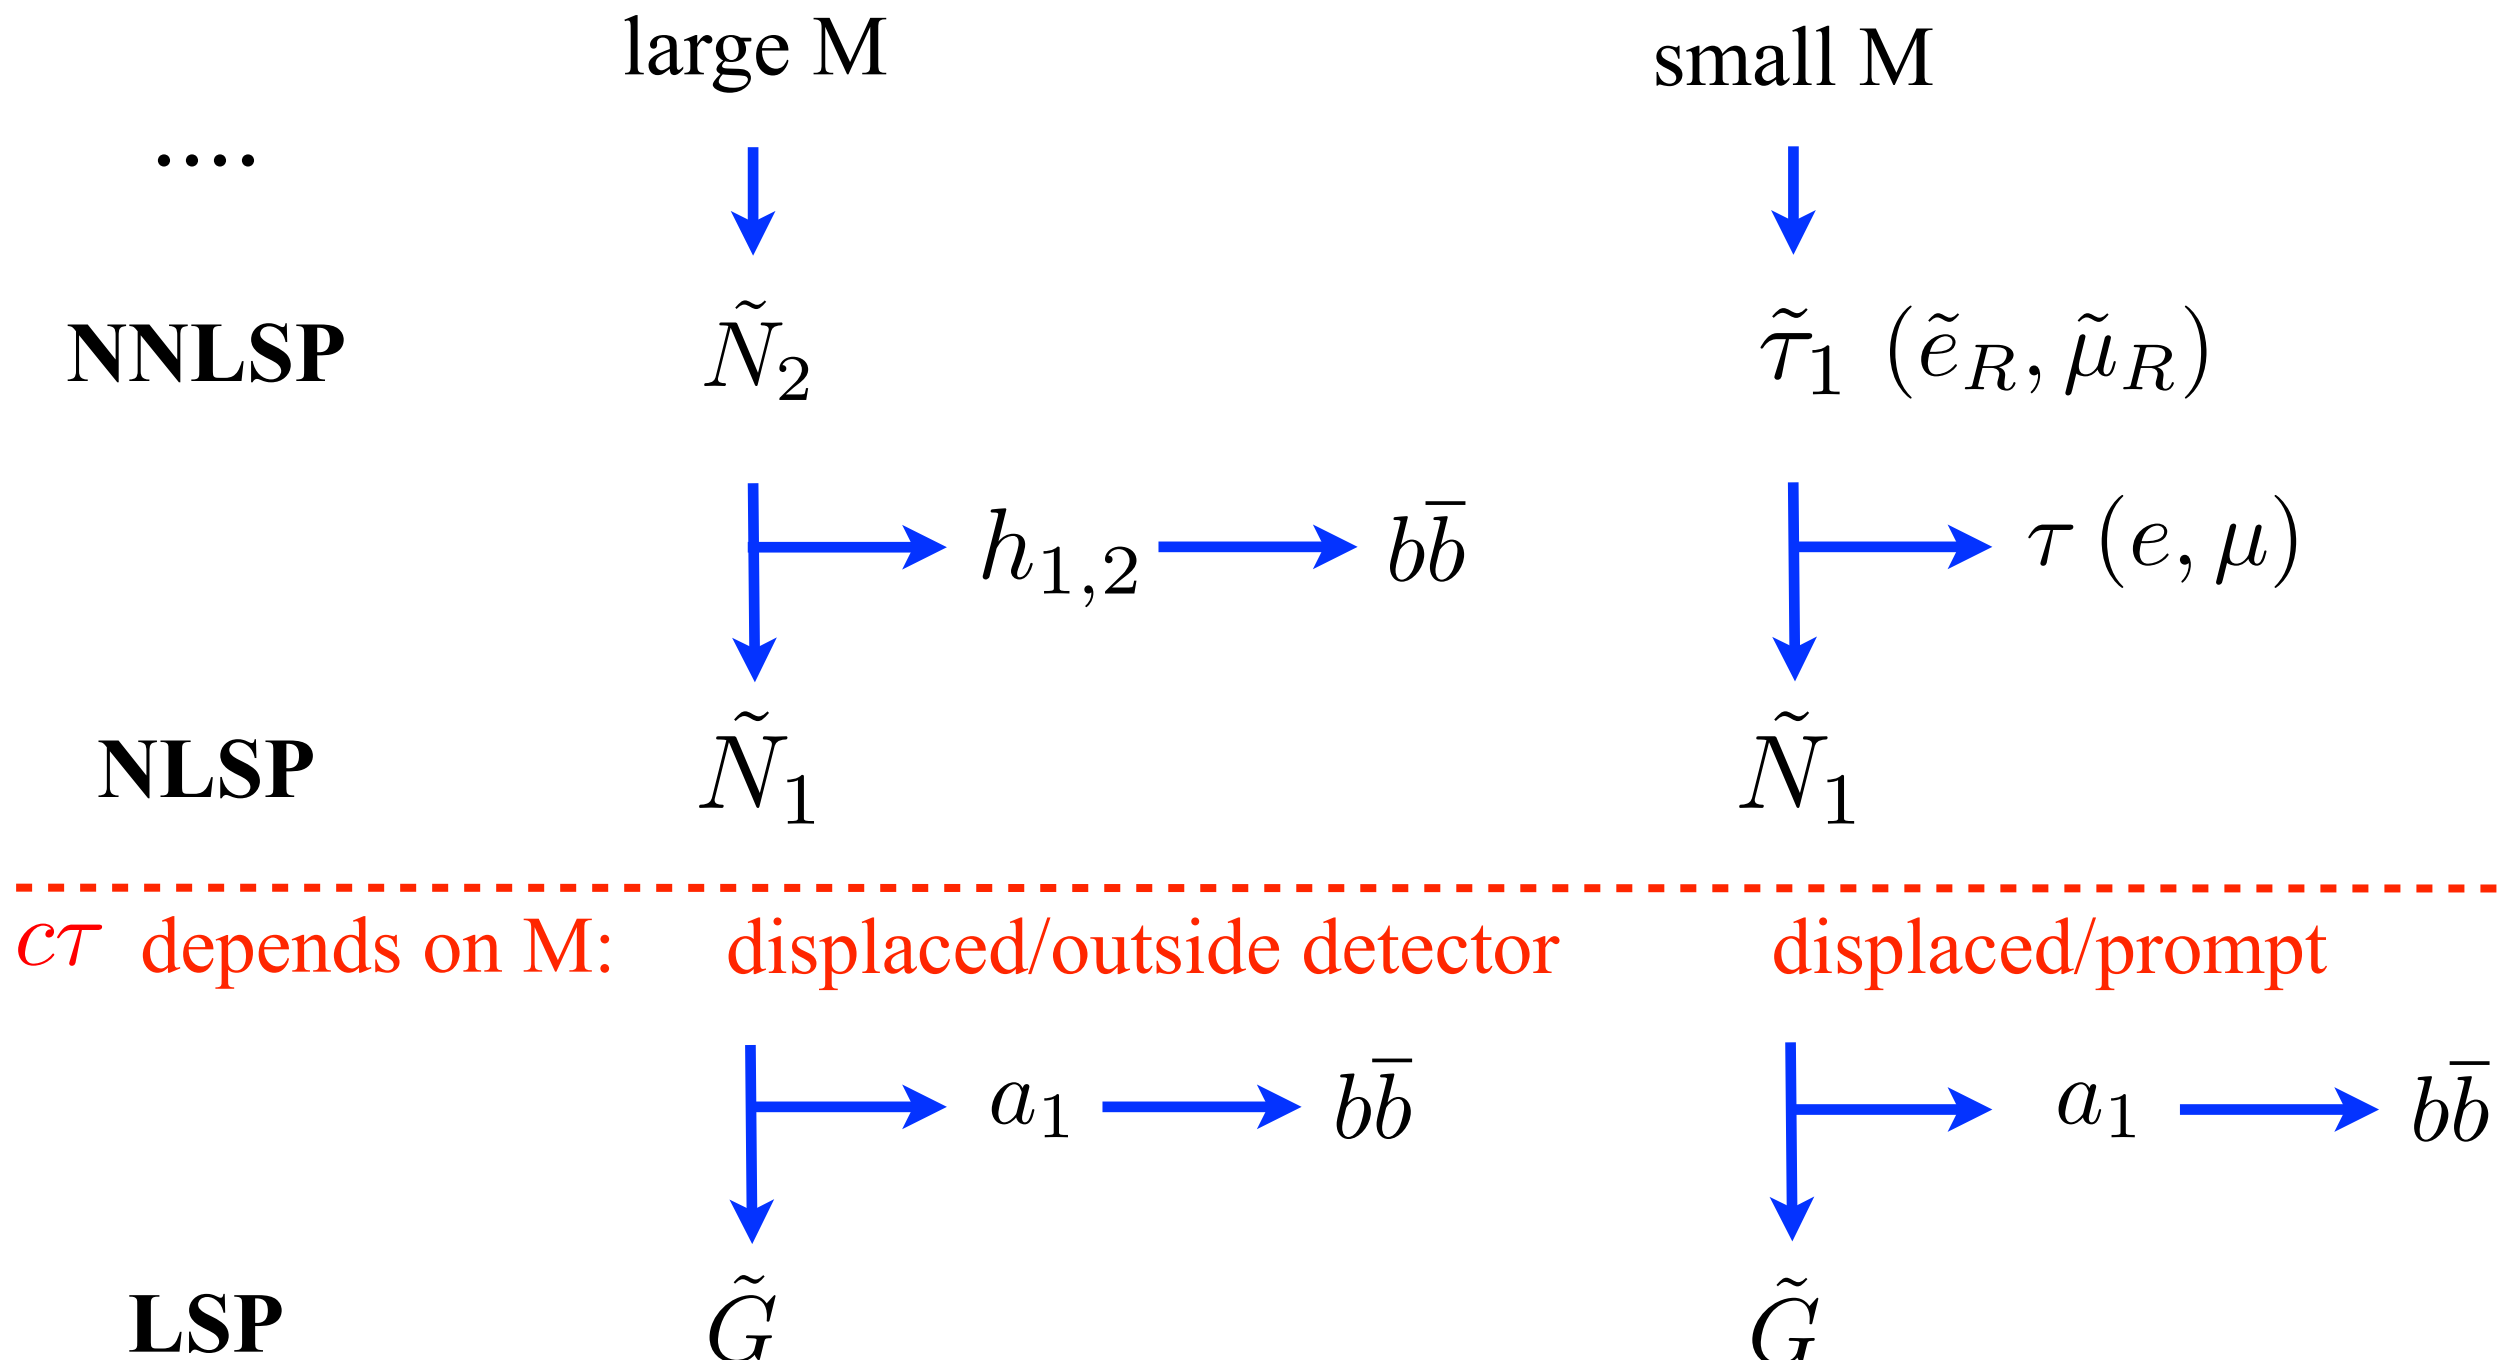 large M small M
.....
NNLSP Ñ₂ τ̃₁ (ẽ_R, μ̃_R)
h₁,₂ bb̅ τ (e, μ)
NLSP Ñ₁ Ñ₁
cτ depends on M: displaced/outside detector displaced/prompt
a₁ bb̅ a₁ bb̅
LSP G̃ G̃